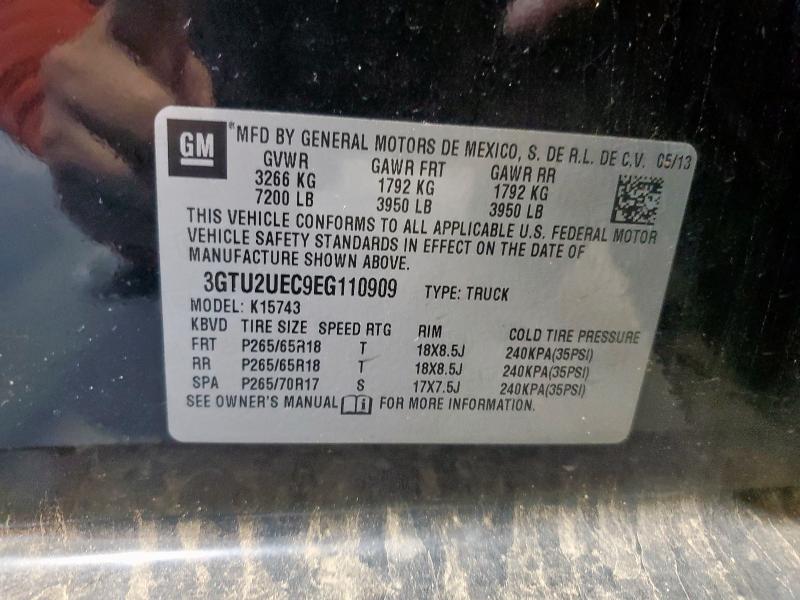 GM
*MFD BY GENERAL MOTORS DE MEXICO, S. DE R.L. DE C.V. 05/13
GVWR GAWR FRT GAWR RR
3266 KG 1792 KG 1792 KG
7200 LB 3950 LB 3950 LB
THIS VEHICLE CONFORMS TO ALL APPLICABLE U.S. FEDERAL MOTOR
VEHICLE SAFETY STANDARDS IN EFFECT ON THE DATE OF
MANUFACTURE SHOWN ABOVE.
3GTU2UEC9EG110909 TYPE: TRUCK
MODEL: K15743
KBVD TIRE SIZE SPEED RTG RIM COLD TIRE PRESSURE
FRT P265/65R18 T 18X8.5J 240KPA(35PSI)
RR P265/65R18 T 18X8.5J 240KPA(35PSI)
SPA P265/70R17 S 17X7.5J 240KPA(35PSI)
SEE OWNER'S MANUAL FOR MORE INFORMATION.